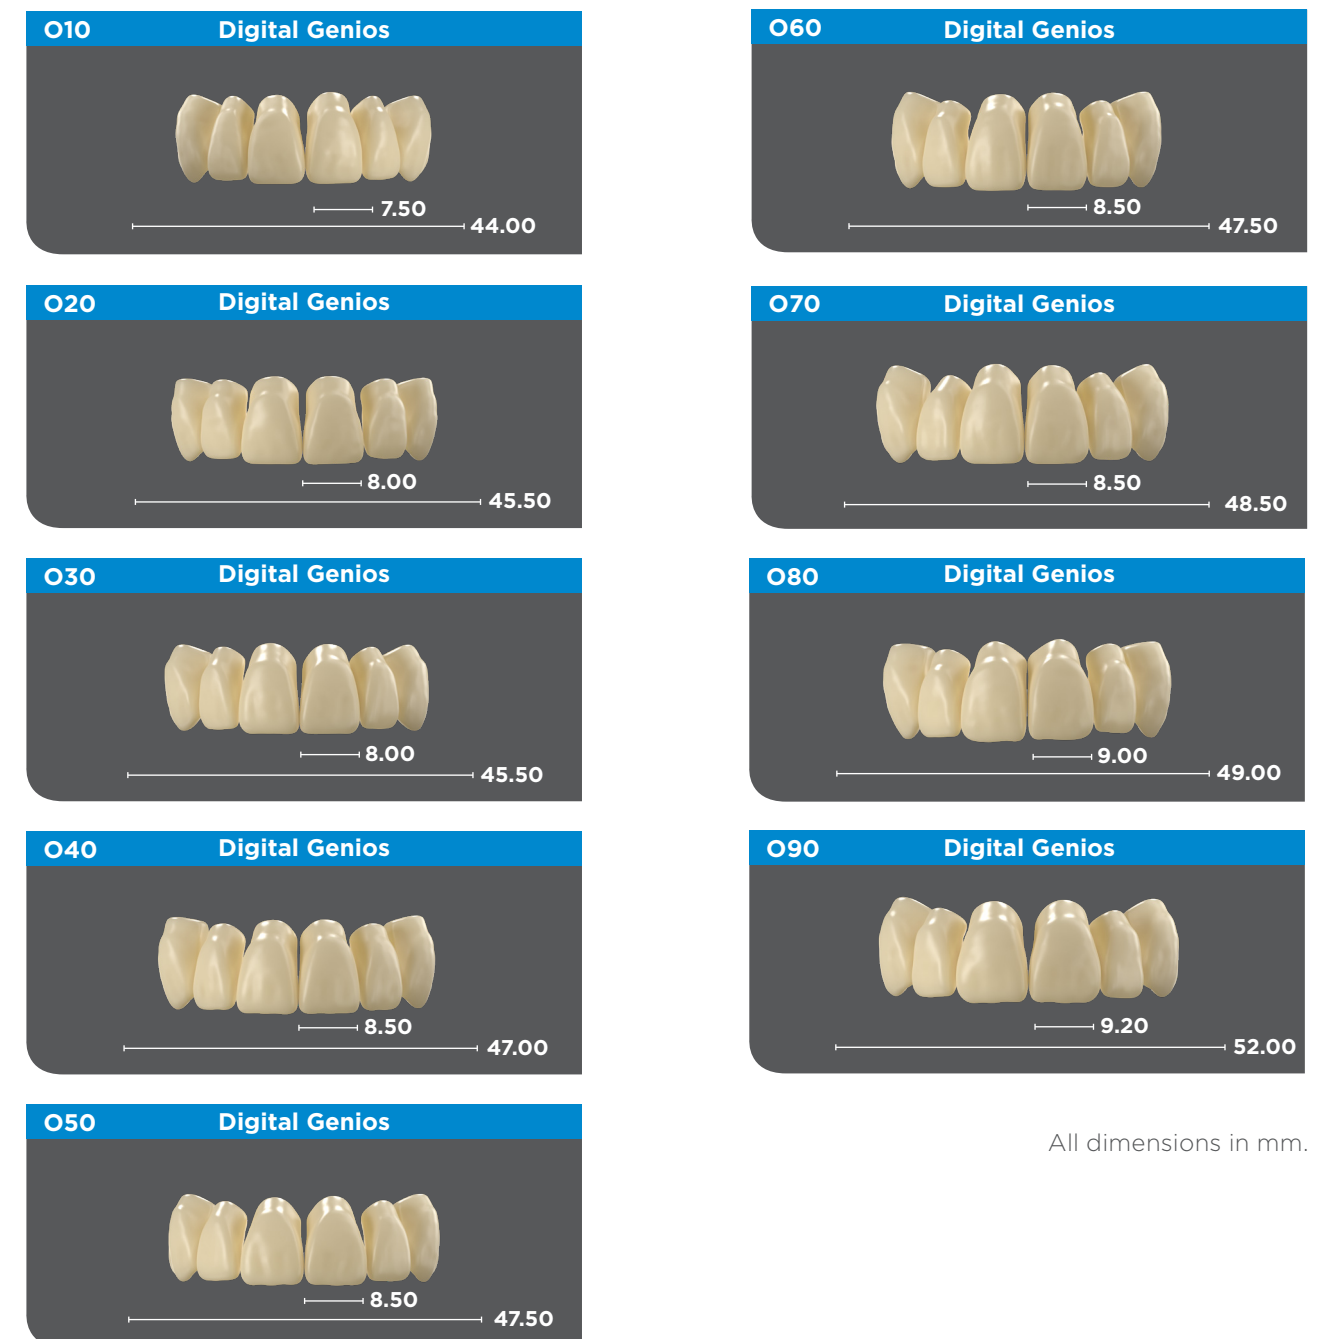 O10 Digital Genios
7.50
44.00
O20 Digital Genios
8.00
45.50
O30 Digital Genios
8.00
45.50
O40 Digital Genios
8.50
47.00
O50 Digital Genios
8.50
47.50
O60 Digital Genios
8.50
47.50
O70 Digital Genios
8.50
48.50
O80 Digital Genios
9.00
49.00
O90 Digital Genios
9.20
52.00
All dimensions in mm.